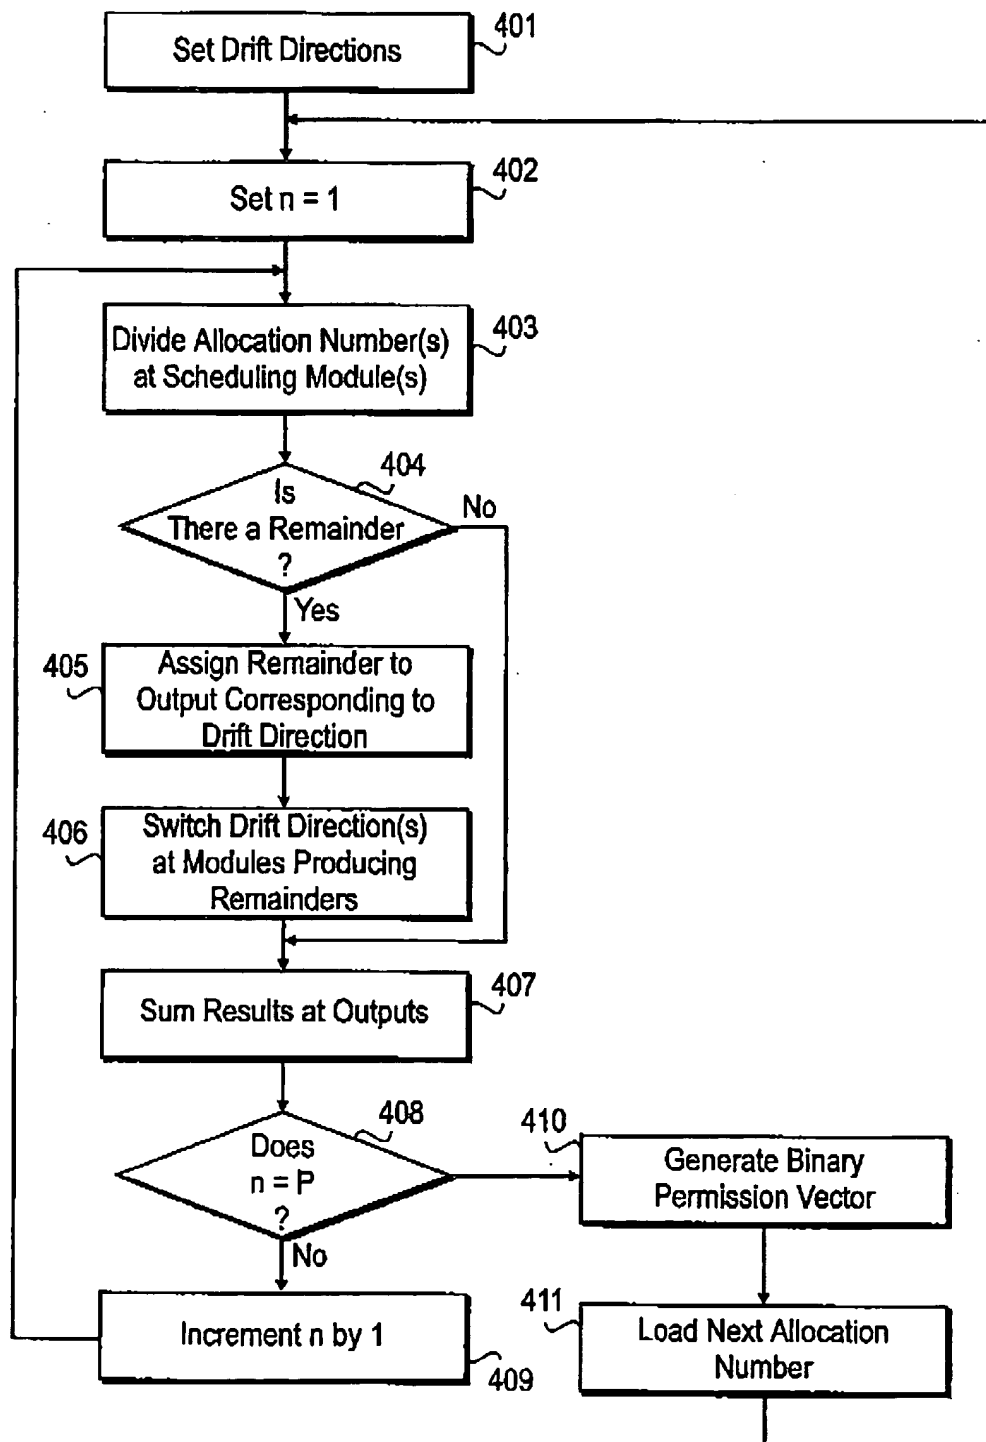 Set Drift Directions
401
Set n = 1
402
Divide Allocation Number(s)
at Scheduling Module(s)
403
Is
There a Remainder
?
404
No
Yes
405
Assign Remainder to
Output Corresponding to
Drift Direction
406
Switch Drift Direction(s)
at Modules Producing
Remainders
Sum Results at Outputs
407
Does
n = P
?
408
No
Increment n by 1
409
410
Generate Binary
Permission Vector
411
Load Next Allocation
Number